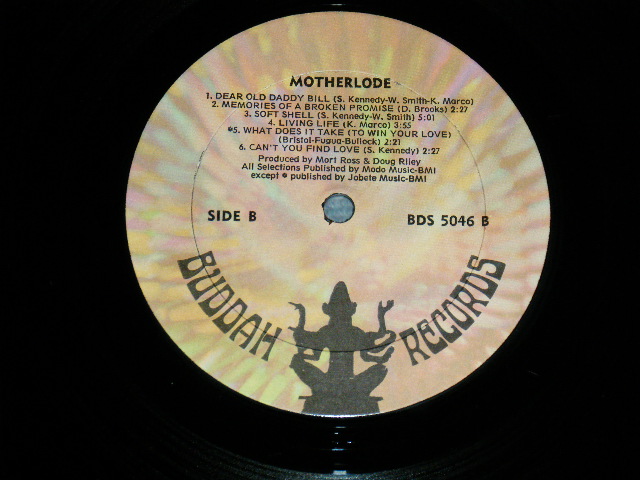 MOTHERLODE
1. DEAR OLD DADDY BILL (S. Kennedy-W. Smith-K. Marco)
2. MEMORIES OF A BROKEN PROMISE (D. Brooks) 2:27
3. SOFT SHELL (S. Kennedy-W. Smith) 5:01
4. LIVING LIFE (K. Marco) 3:55
*5. WHAT DOES IT TAKE (TO WIN YOUR LOVE)
(Bristol-Fugua-Bullock) 2:21
6. CAN'T YOU FIND LOVE (S. Kennedy) 2:27
Produced by Mort Ross & Doug Riley
All Selections Published by Modo Music-BMI
except * published by Jobete Music-BMI
SIDE B
BDS 5046 B
BUDDAH RECORDS